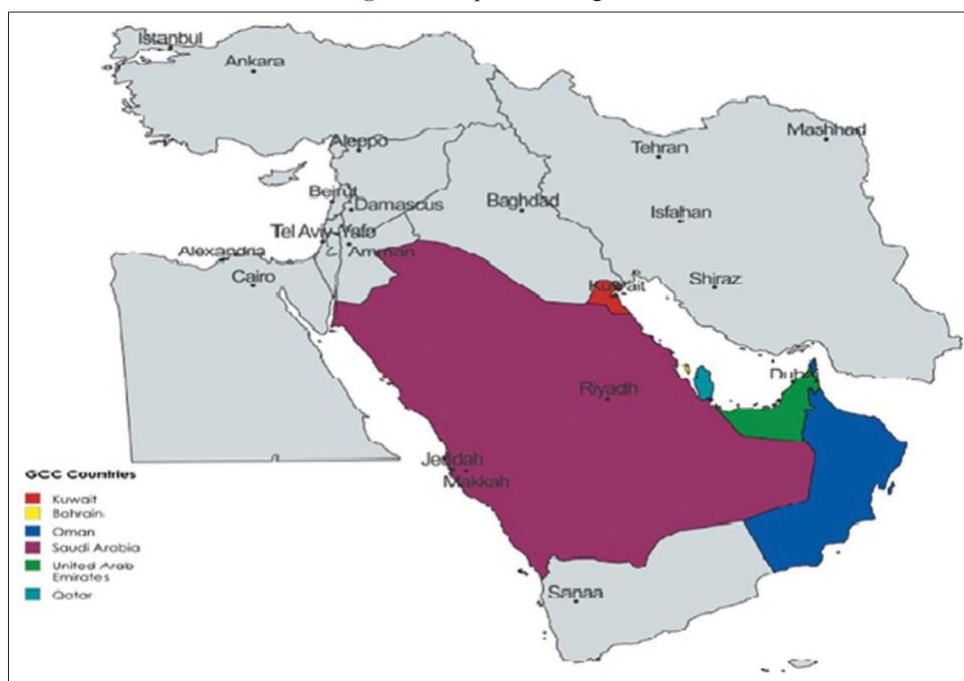 Istanbul
Ankara
Mashhad
Aleppo
Tehran
Beirut
Baghdad
Damascus
Isfahan
Tel Aviv-Yafo
Alexandria
Amman
Cairo
Shiraz
Kuwait
Dubai
Riyadh
Jeddah
Makkah
GCC Countries
Kuwait
Bahrain
Oman
Saudi Arabia
United Arab
Emirates
Qatar
Sanaa